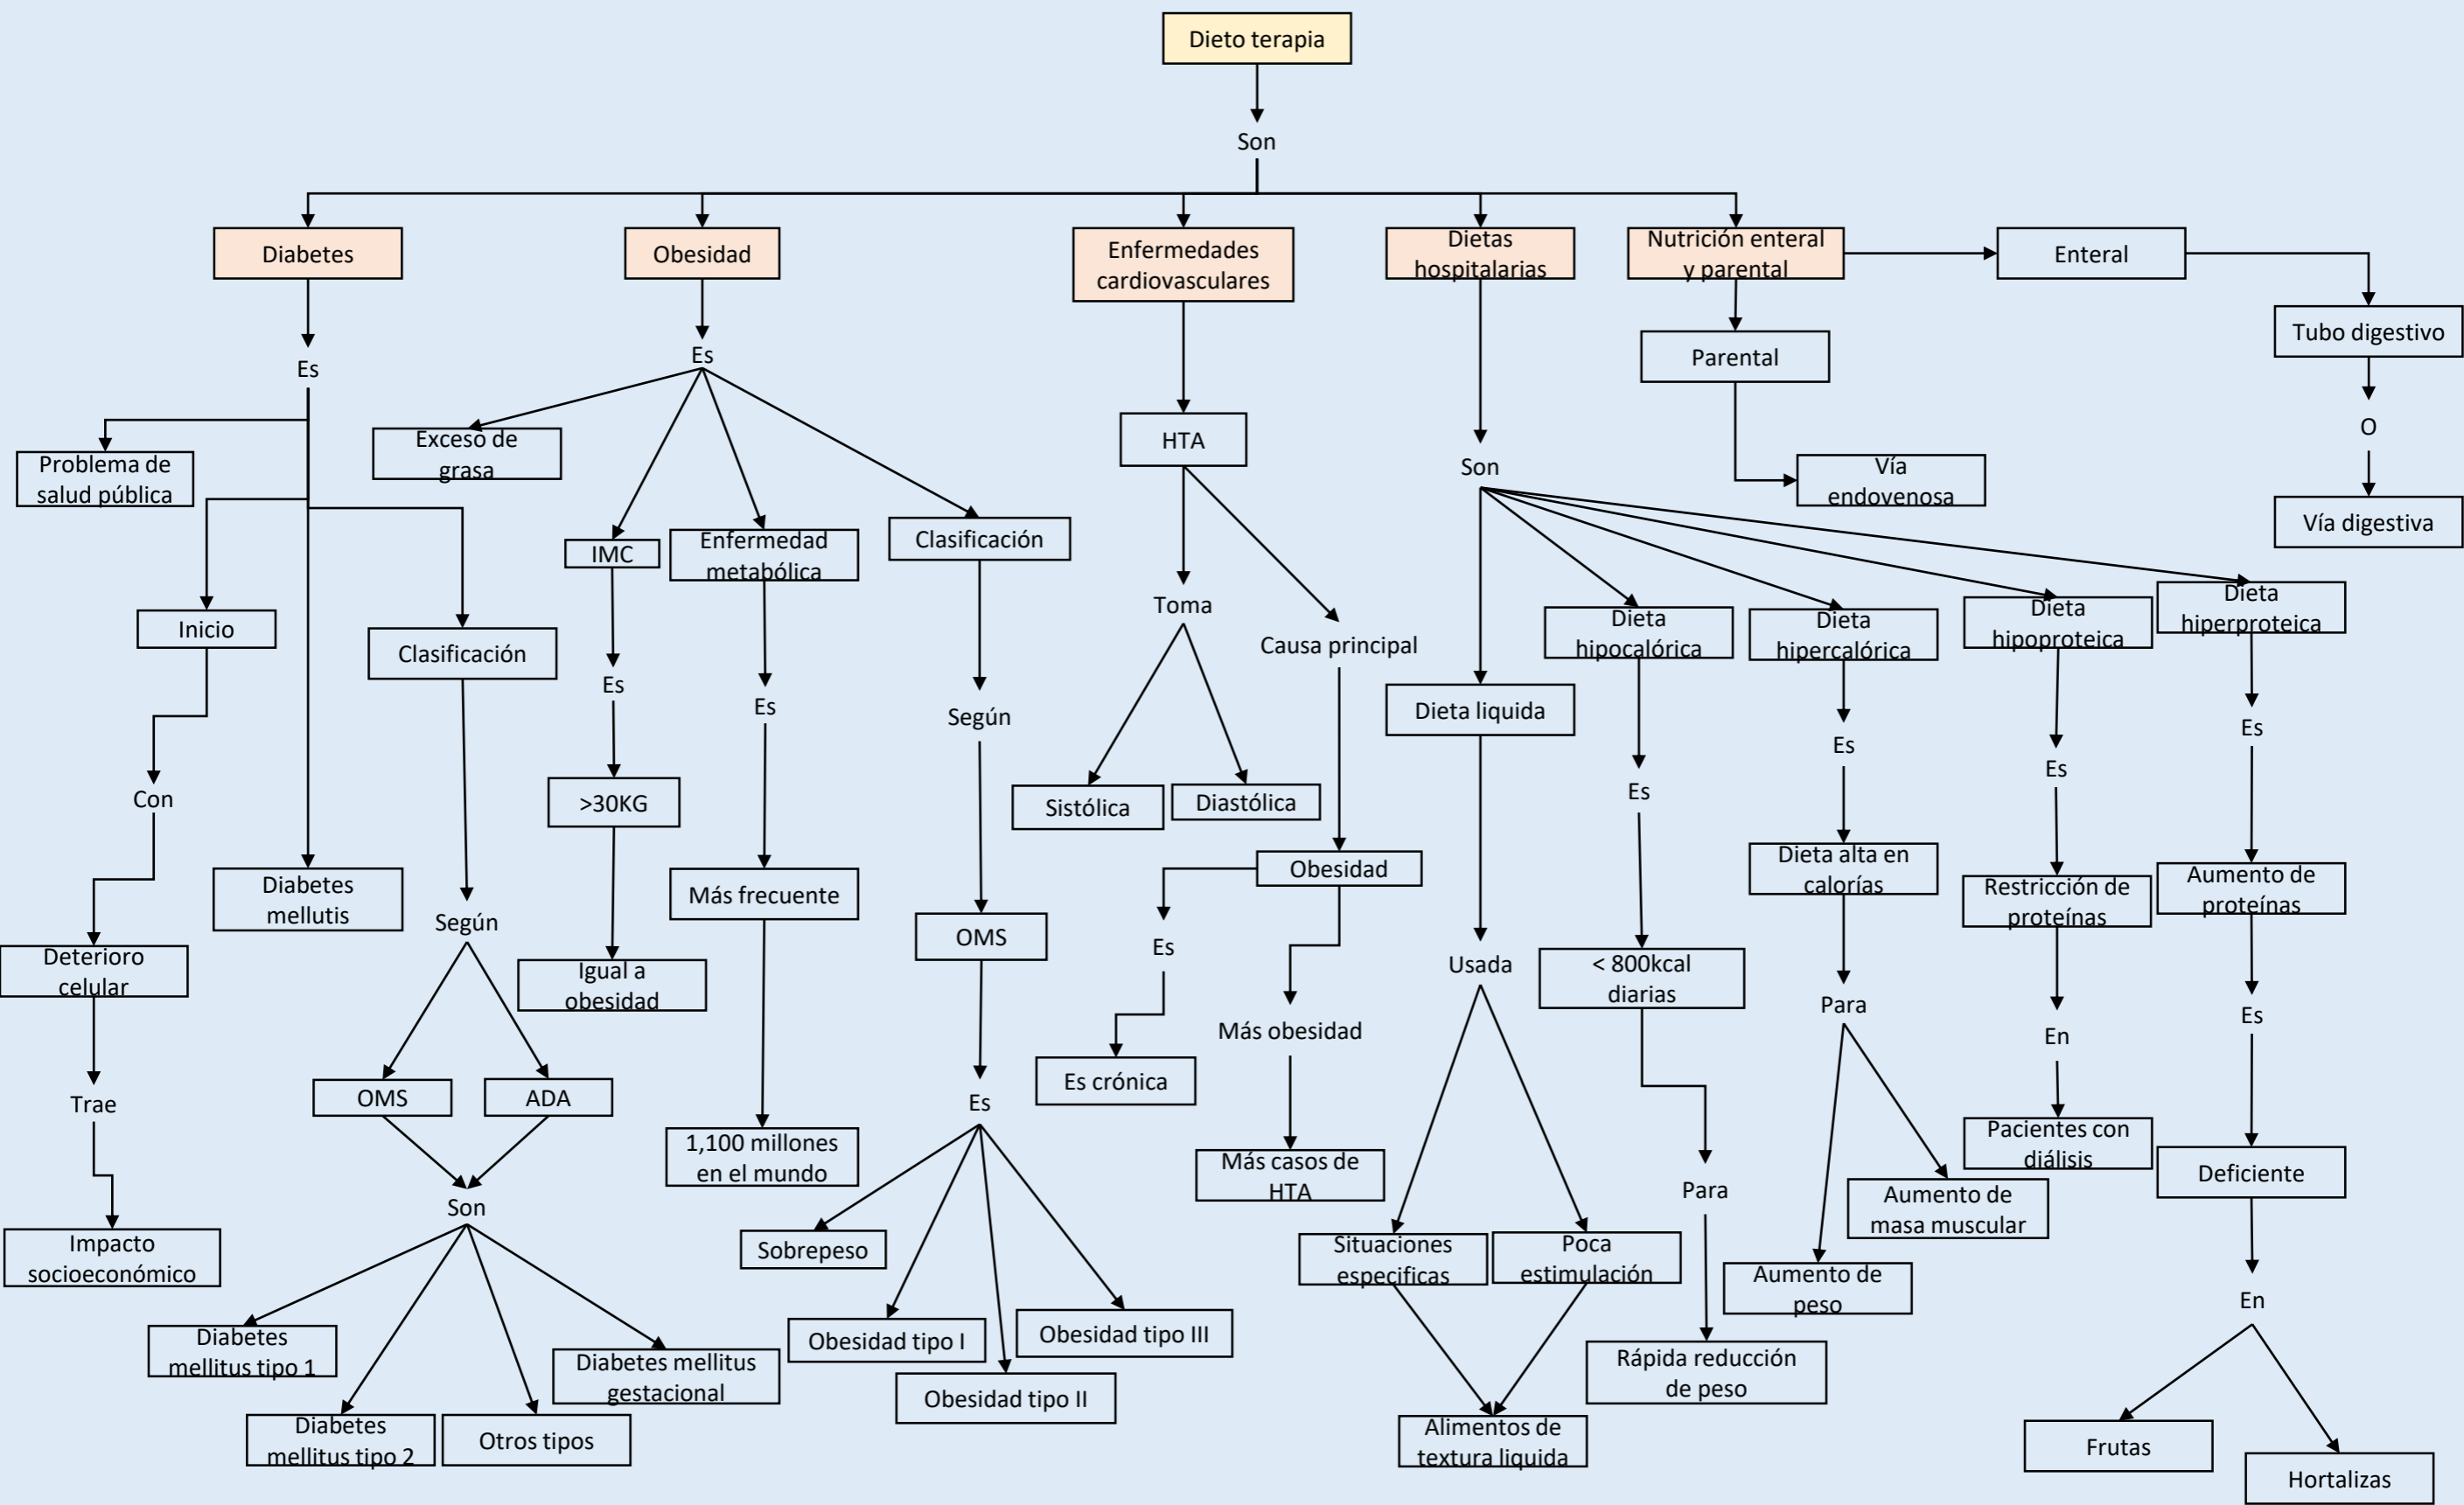 Dieto terapia
Son
Diabetes
Obesidad
Enfermedades
cardiovasculares
Dietas
hospitalarias
Nutrición enteral
y parental
Enteral
Tubo digestivo
O
Vía digestiva
Parental
Vía
endovenosa
Es
Problema de
salud pública
Inicio
Con
Deterioro
celular
Trae
Impacto
socioeconómico
Diabetes
mellutis
Clasificación
Según
OMS
ADA
Son
Diabetes
mellitus tipo 1
Diabetes
mellitus tipo 2
Otros tipos
Diabetes mellitus
gestacional
Es
Exceso de
grasa
IMC
Es
>30KG
Igual a
obesidad
Enfermedad
metabólica
Es
Más frecuente
1,100 millones
en el mundo
Clasificación
Según
OMS
Es
Sobrepeso
Obesidad tipo I
Obesidad tipo II
Obesidad tipo III
HTA
Toma
Sistólica
Diastólica
Causa principal
Obesidad
Es
Es crónica
Más obesidad
Más casos de
HTA
Son
Dieta liquida
Usada
Situaciones
especificas
Poca
estimulación
Alimentos de
textura liquida
Dieta
hipocalórica
Es
< 800kcal
diarias
Para
Rápida reducción
de peso
Dieta
hipercalórica
Es
Dieta alta en
calorías
Para
Aumento de
peso
Aumento de
masa muscular
Dieta
hipoproteica
Es
Restricción de
proteínas
En
Pacientes con
diálisis
Dieta
hiperproteica
Es
Aumento de
proteínas
Es
Deficiente
En
Frutas
Hortalizas